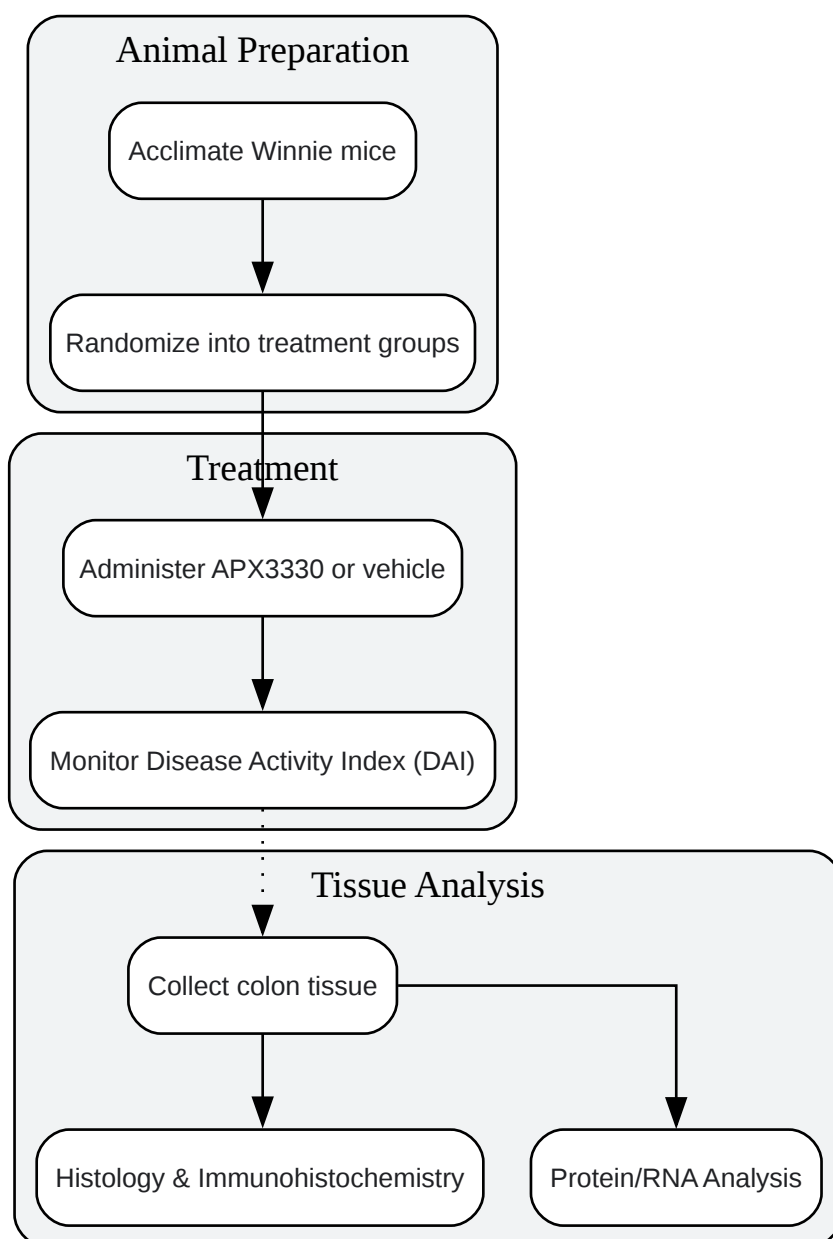 Animal Preparation
Acclimate Winnie mice
Randomize into treatment groups
Treatment
Administer APX3330 or vehicle
Monitor Disease Activity Index (DAI)
Tissue Analysis
Collect colon tissue
Histology & Immunohistochemistry
Protein/RNA Analysis